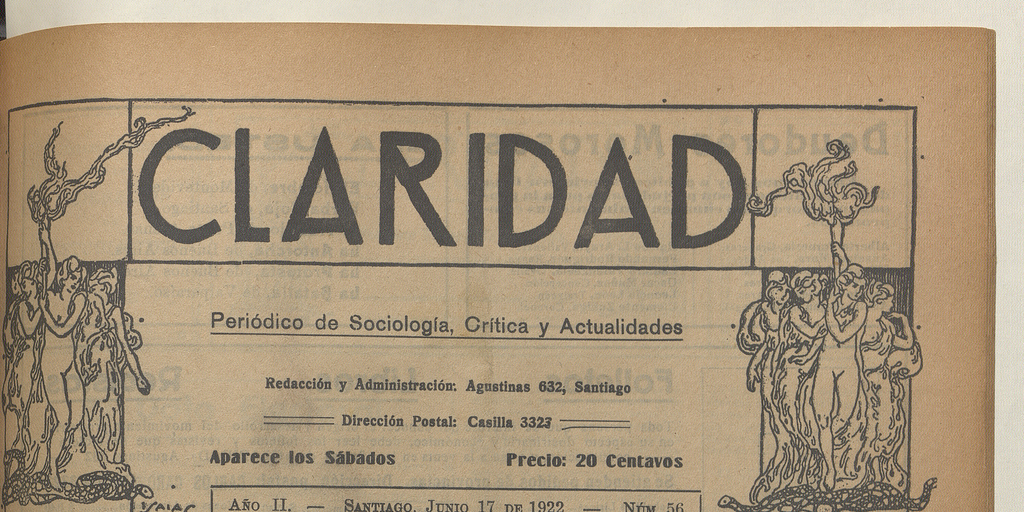 CLARIDAD
Periódico de Sociología, Crítica y Actualidades
Redacción y Administración: Agustinas 632, Santiago
Dirección Postal: Casilla 3323
Aparece los Sábados Precio: 20 Centavos
AÑO II. — SANTIAGO, JUNIO 17 DE 1922 — NÚM 56